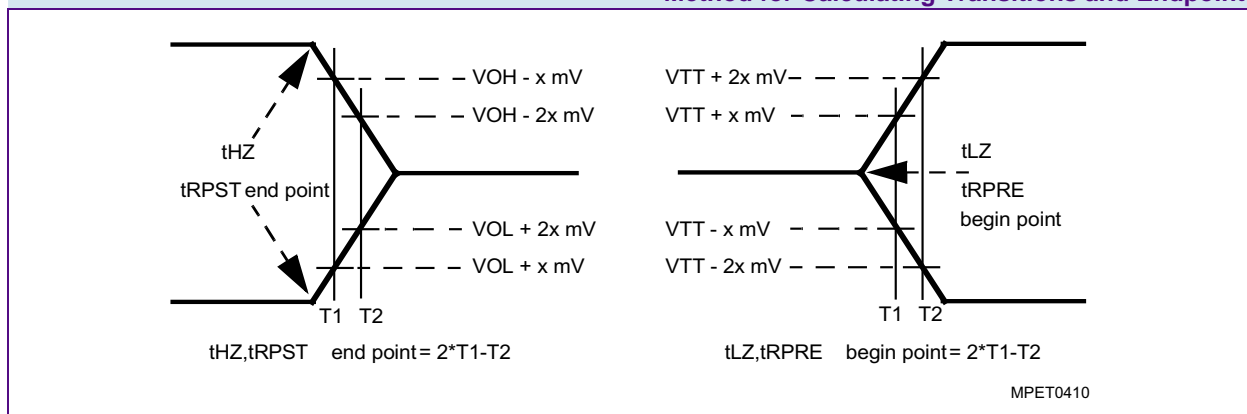 Method for Calculating Transitions and Endpoint
VOH - x mV
VOH - 2x mV
tHZ
tRPST end point
VOL + 2x mV
VOL + x mV
T1 T2
tHZ,tRPST end point = 2*T1-T2
VTT + 2x mV
VTT + x mV
tLZ
tRPRE
begin point
VTT - x mV
VTT - 2x mV
T1 T2
tLZ,tRPRE begin point = 2*T1-T2
MPET0410